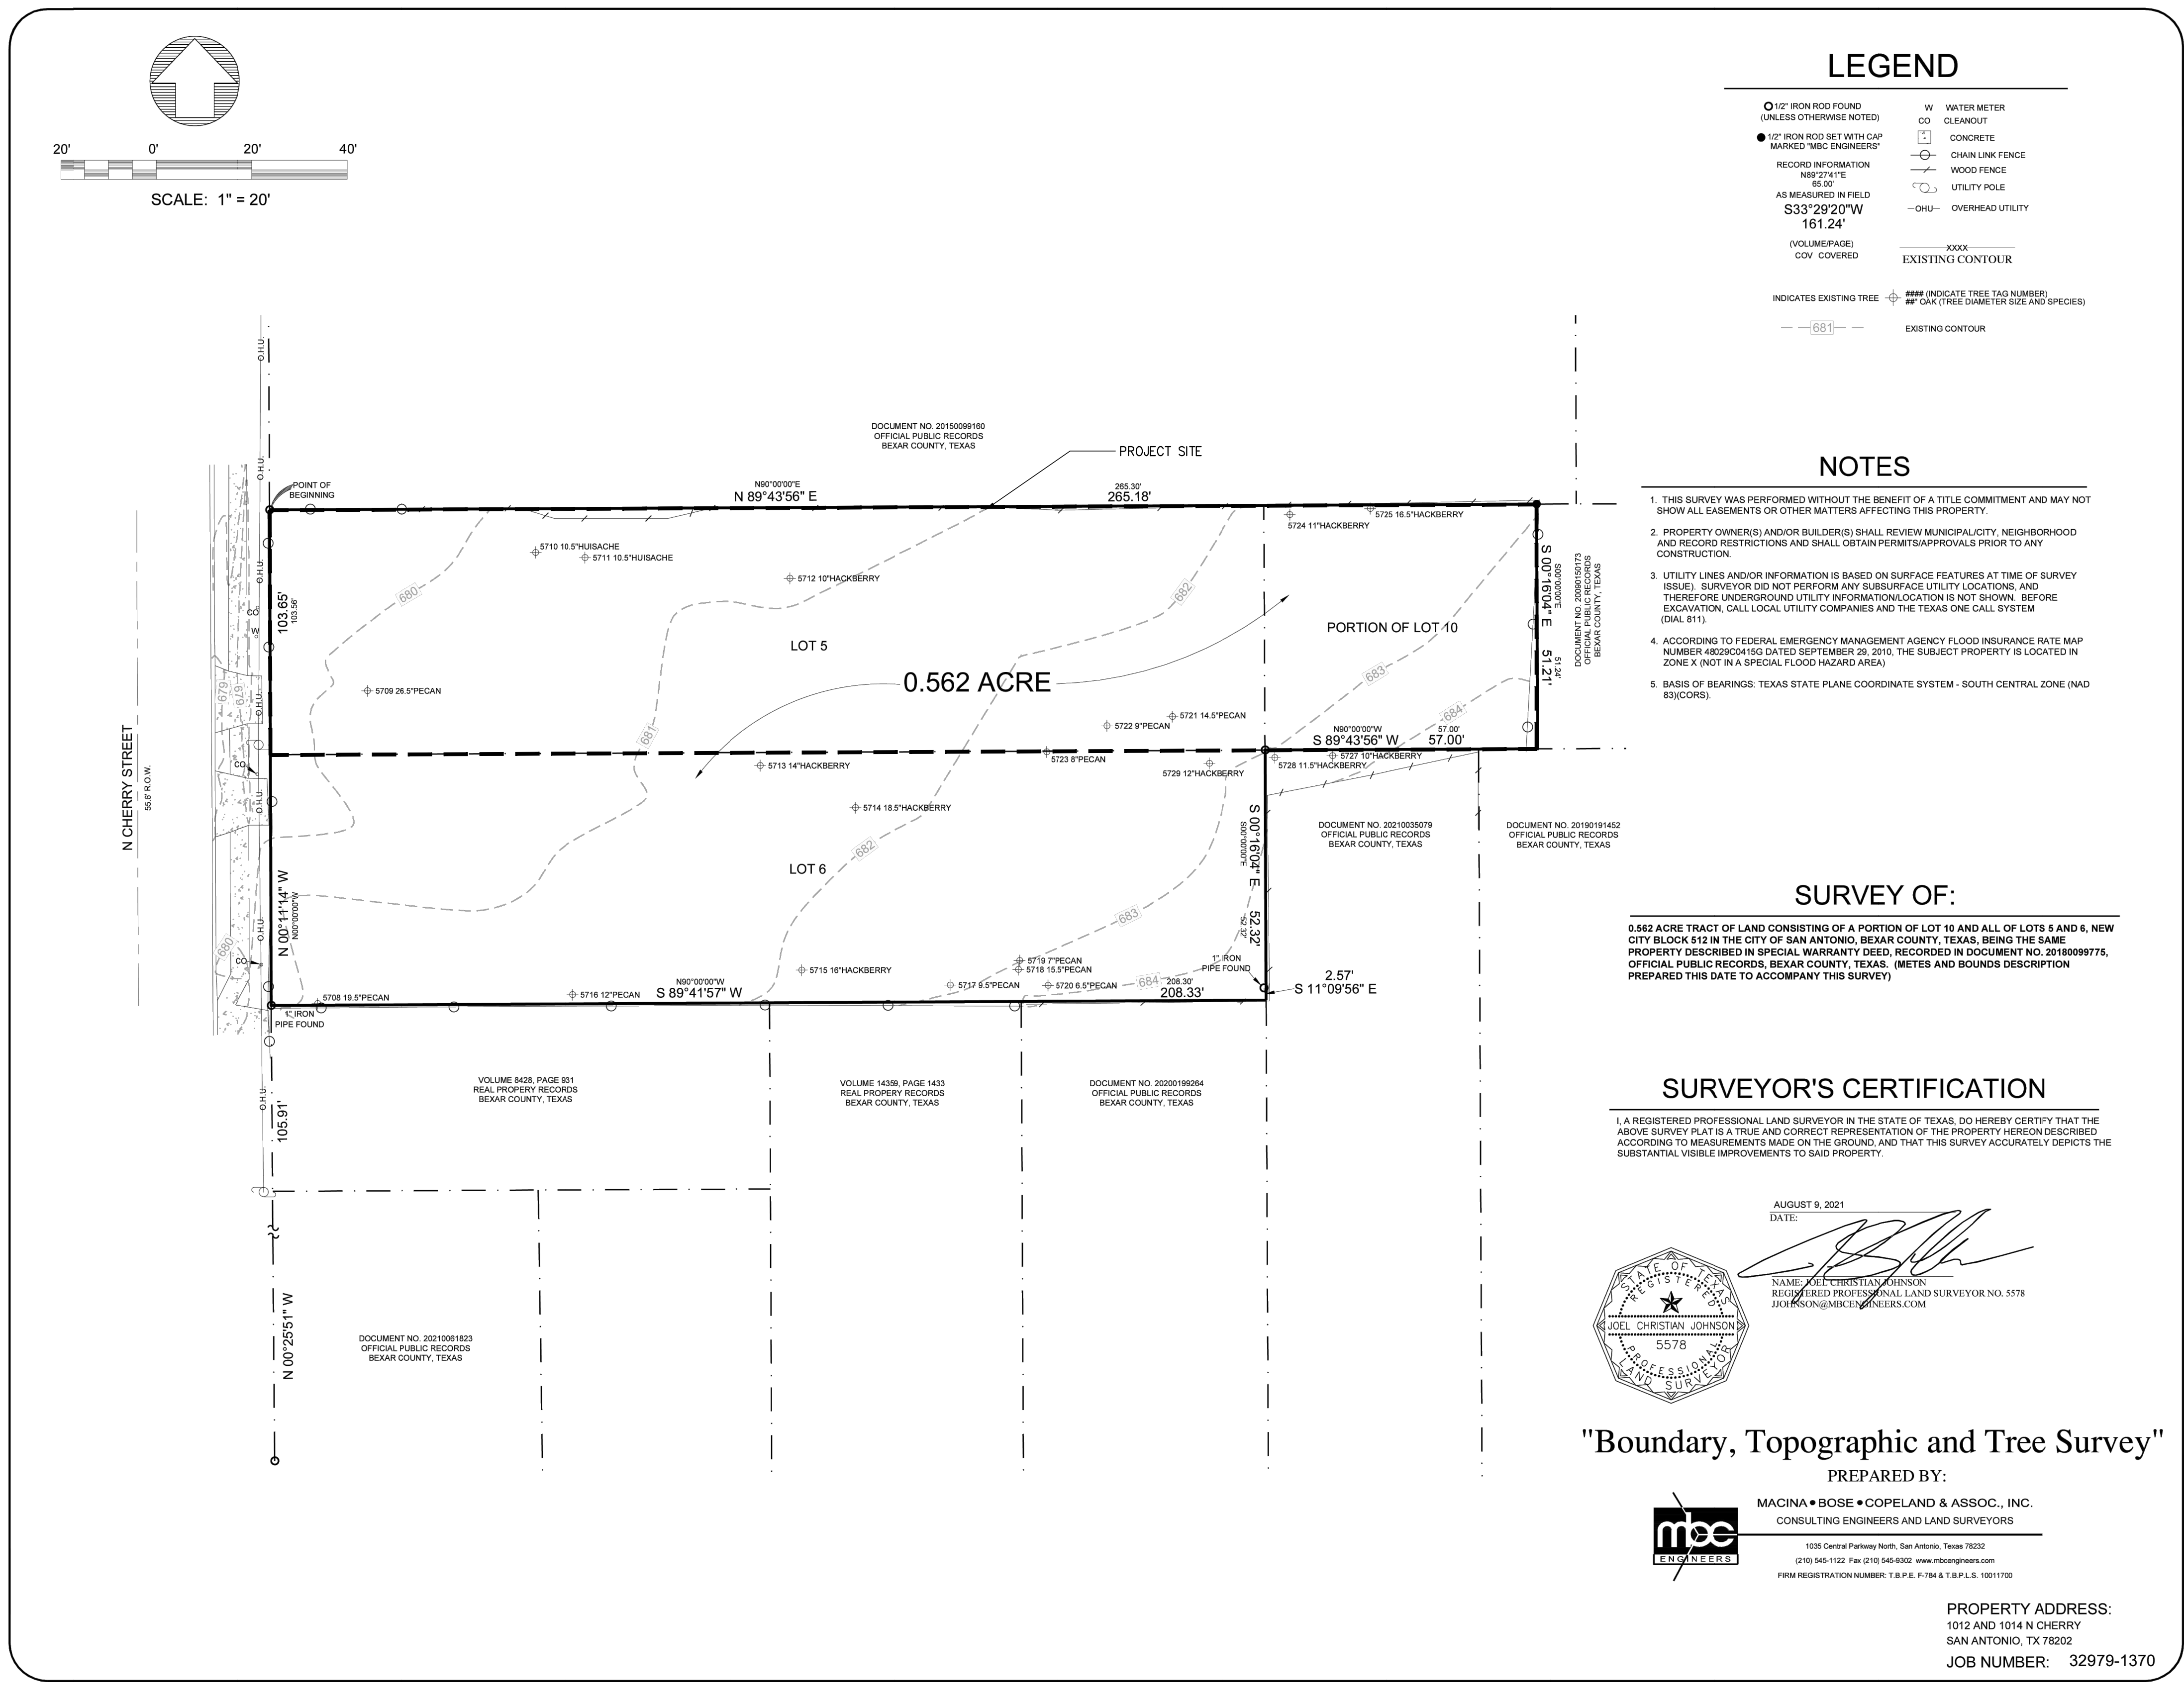 20' 0' 20' 40'
SCALE: 1" = 20'
LEGEND
1/2" IRON ROD FOUND
(UNLESS OTHERWISE NOTED)
1/2" IRON ROD SET WITH CAP
MARKED "MBC ENGINEERS"
RECORD INFORMATION
N89°27'41"E
65.00'
AS MEASURED IN FIELD
S33°29'20"W
161.24'
(VOLUME/PAGE)
COV COVERED
W WATER METER
CO CLEANOUT
CONCRETE
CHAIN LINK FENCE
WOOD FENCE
UTILITY POLE
OHU OVERHEAD UTILITY
XXXX
EXISTING CONTOUR
INDICATES EXISTING TREE
#### (INDICATE TREE TAG NUMBER)
##" OAK (TREE DIAMETER SIZE AND SPECIES)
681 EXISTING CONTOUR
NOTES
1. THIS SURVEY WAS PERFORMED WITHOUT THE BENEFIT OF A TITLE COMMITMENT AND MAY NOT
SHOW ALL EASEMENTS OR OTHER MATTERS AFFECTING THIS PROPERTY.
2. PROPERTY OWNER(S) AND/OR BUILDER(S) SHALL REVIEW MUNICIPAL/CITY, NEIGHBORHOOD
AND RECORD RESTRICTIONS AND SHALL OBTAIN PERMITS/APPROVALS PRIOR TO ANY
CONSTRUCTION.
3. UTILITY LINES AND/OR INFORMATION IS BASED ON SURFACE FEATURES AT TIME OF SURVEY
ISSUE). SURVEYOR DID NOT PERFORM ANY SUBSURFACE UTILITY LOCATIONS, AND
THEREFORE UNDERGROUND UTILITY INFORMATION/LOCATION IS NOT SHOWN. BEFORE
EXCAVATION, CALL LOCAL UTILITY COMPANIES AND THE TEXAS ONE CALL SYSTEM
(DIAL 811).
4. ACCORDING TO FEDERAL EMERGENCY MANAGEMENT AGENCY FLOOD INSURANCE RATE MAP
NUMBER 48029C0415G DATED SEPTEMBER 29, 2010, THE SUBJECT PROPERTY IS LOCATED IN
ZONE X (NOT IN A SPECIAL FLOOD HAZARD AREA)
5. BASIS OF BEARINGS: TEXAS STATE PLANE COORDINATE SYSTEM - SOUTH CENTRAL ZONE (NAD
83)(CORS).
DOCUMENT NO. 20150099160
OFFICIAL PUBLIC RECORDS
BEXAR COUNTY, TEXAS
PROJECT SITE
POINT OF
BEGINNING
N90°00'00"E
N 89°43'56" E
265.30'
265.18'
5724 11"HACKBERRY
5725 16.5"HACKBERRY
5710 10.5"HUISACHE
5711 10.5"HUISACHE
5712 10"HACKBERRY
680
682
O.H.U.
O.H.U.
O.H.U.
O.H.U.
O.H.U.
O.H.U.
O.H.U.
CO
W
103.65'
103.56'
LOT 5
PORTION OF LOT 10
0.562 ACRE
S 00°16'04" E 51.21'
S00°00'00"E 51.24'
DOCUMENT NO. 20000150173
OFFICIAL PUBLIC RECORDS
BEXAR COUNTY, TEXAS
5709 26.5"PECAN
679
679
681
683
684
5721 14.5"PECAN
5722 9"PECAN
N90°00'00"W 57.00'
S 89°43'56" W 57.00'
N CHERRY STREET
55.6' R.O.W.
CO
5713 14"HACKBERRY
5723 8"PECAN
5729 12"HACKBERRY
5728 11.5"HACKBERRY
5727 10"HACKBERRY
5714 18.5"HACKBERRY
682
LOT 6
S 00°16'04" E 52.32'
S00°00'00"E 52.32'
DOCUMENT NO. 20210035079
OFFICIAL PUBLIC RECORDS
BEXAR COUNTY, TEXAS
DOCUMENT NO. 20190191452
OFFICIAL PUBLIC RECORDS
BEXAR COUNTY, TEXAS
N 00°11'14" W
N00°00'00"W
683
680
CO
5715 16"HACKBERRY
5719 7"PECAN
5718 15.5"PECAN
5717 9.5"PECAN
5720 6.5"PECAN
684
1" IRON
PIPE FOUND
2.57'
S 11°09'56" E
5708 19.5"PECAN
5716 12"PECAN
N90°00'00"W
S 89°41'57" W
208.30'
208.33'
1" IRON
PIPE FOUND
VOLUME 8428, PAGE 931
REAL PROPERY RECORDS
BEXAR COUNTY, TEXAS
VOLUME 14359, PAGE 1433
REAL PROPERY RECORDS
BEXAR COUNTY, TEXAS
DOCUMENT NO. 20200199264
OFFICIAL PUBLIC RECORDS
BEXAR COUNTY, TEXAS
O.H.U.
105.91'
N 00°25'51" W
DOCUMENT NO. 20210061823
OFFICIAL PUBLIC RECORDS
BEXAR COUNTY, TEXAS
SURVEY OF:
0.562 ACRE TRACT OF LAND CONSISTING OF A PORTION OF LOT 10 AND ALL OF LOTS 5 AND 6, NEW
CITY BLOCK 512 IN THE CITY OF SAN ANTONIO, BEXAR COUNTY, TEXAS, BEING THE SAME
PROPERTY DESCRIBED IN SPECIAL WARRANTY DEED, RECORDED IN DOCUMENT NO. 20180099775,
OFFICIAL PUBLIC RECORDS, BEXAR COUNTY, TEXAS. (METES AND BOUNDS DESCRIPTION
PREPARED THIS DATE TO ACCOMPANY THIS SURVEY)
SURVEYOR'S CERTIFICATION
I, A REGISTERED PROFESSIONAL LAND SURVEYOR IN THE STATE OF TEXAS, DO HEREBY CERTIFY THAT THE
ABOVE SURVEY PLAT IS A TRUE AND CORRECT REPRESENTATION OF THE PROPERTY HEREON DESCRIBED
ACCORDING TO MEASUREMENTS MADE ON THE GROUND, AND THAT THIS SURVEY ACCURATELY DEPICTS THE
SUBSTANTIAL VISIBLE IMPROVEMENTS TO SAID PROPERTY.
AUGUST 9, 2021
DATE:
NAME: JOEL CHRISTIAN JOHNSON
REGISTERED PROFESSIONAL LAND SURVEYOR NO. 5578
JJOHNSON@MBCENGINEERS.COM
STATE OF TEXAS
REGISTERED
JOEL CHRISTIAN JOHNSON
5578
PROFESSIONAL
LAND SURVEYOR
"Boundary, Topographic and Tree Survey"
PREPARED BY:
mbc
ENGINEERS
MACINA • BOSE • COPELAND & ASSOC., INC.
CONSULTING ENGINEERS AND LAND SURVEYORS
1035 Central Parkway North, San Antonio, Texas 78232
(210) 545-1122 Fax (210) 545-9302 www.mbcengineers.com
FIRM REGISTRATION NUMBER: T.B.P.E. F-784 & T.B.P.L.S. 10011700
PROPERTY ADDRESS:
1012 AND 1014 N CHERRY
SAN ANTONIO, TX 78202
JOB NUMBER: 32979-1370